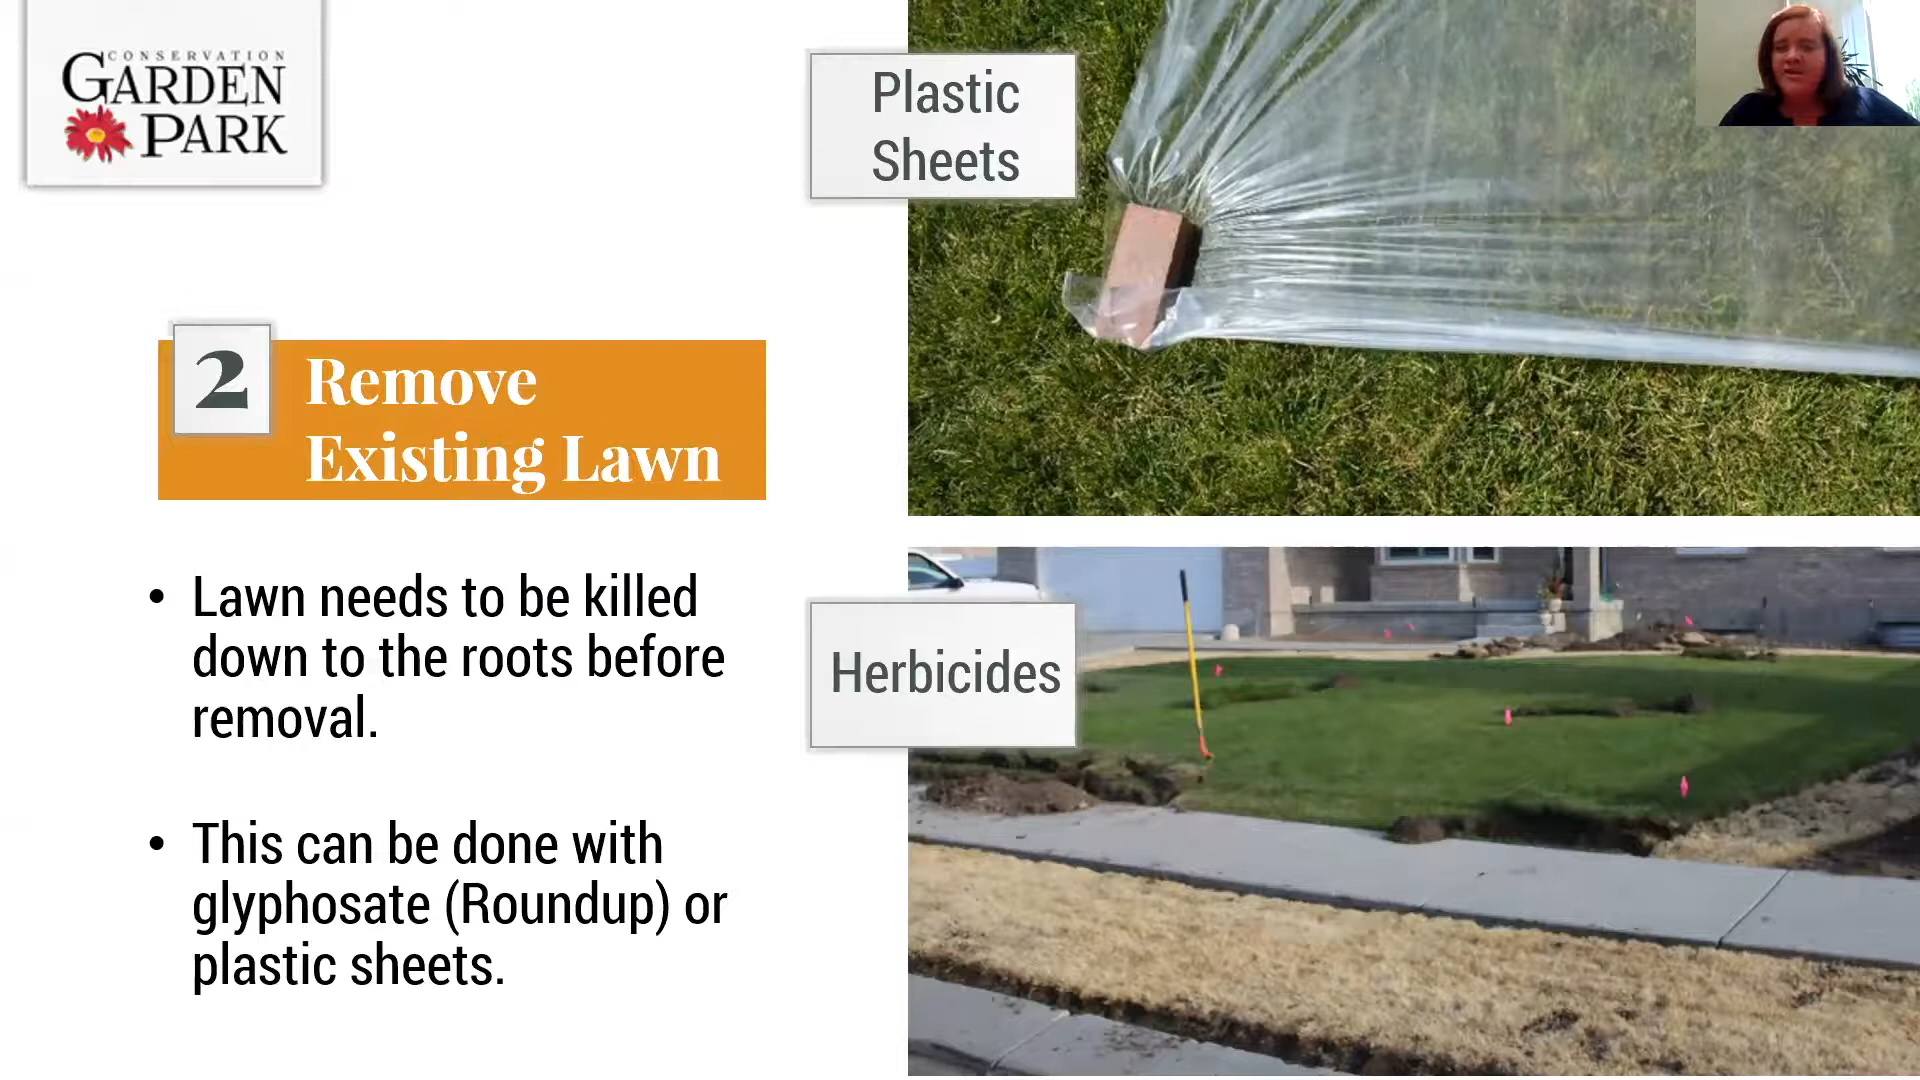 CONSERVATION
GARDEN
PARK
Plastic
Sheets
2
Remove
Existing Lawn
• Lawn needs to be killed
down to the roots before
removal.
Herbicides
• This can be done with
glyphosate (Roundup) or
plastic sheets.